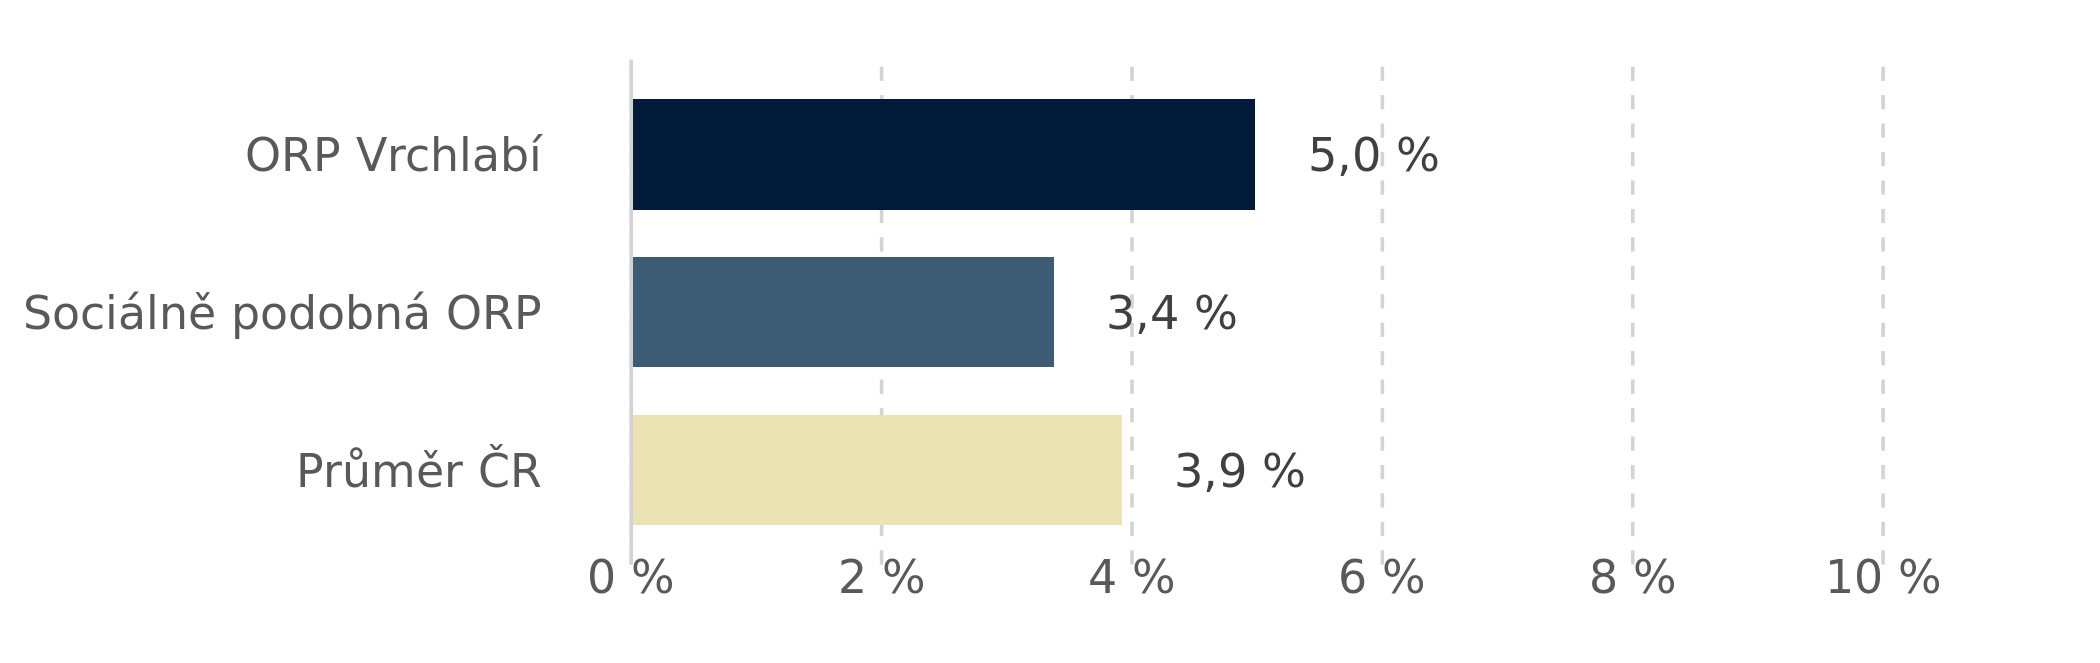 ORP Vrchlabí 5,0 %
Sociálně podobná ORP 3,4 %
Průměr ČR 3,9 %
0 % 2 % 4 % 6 % 8 % 10 %